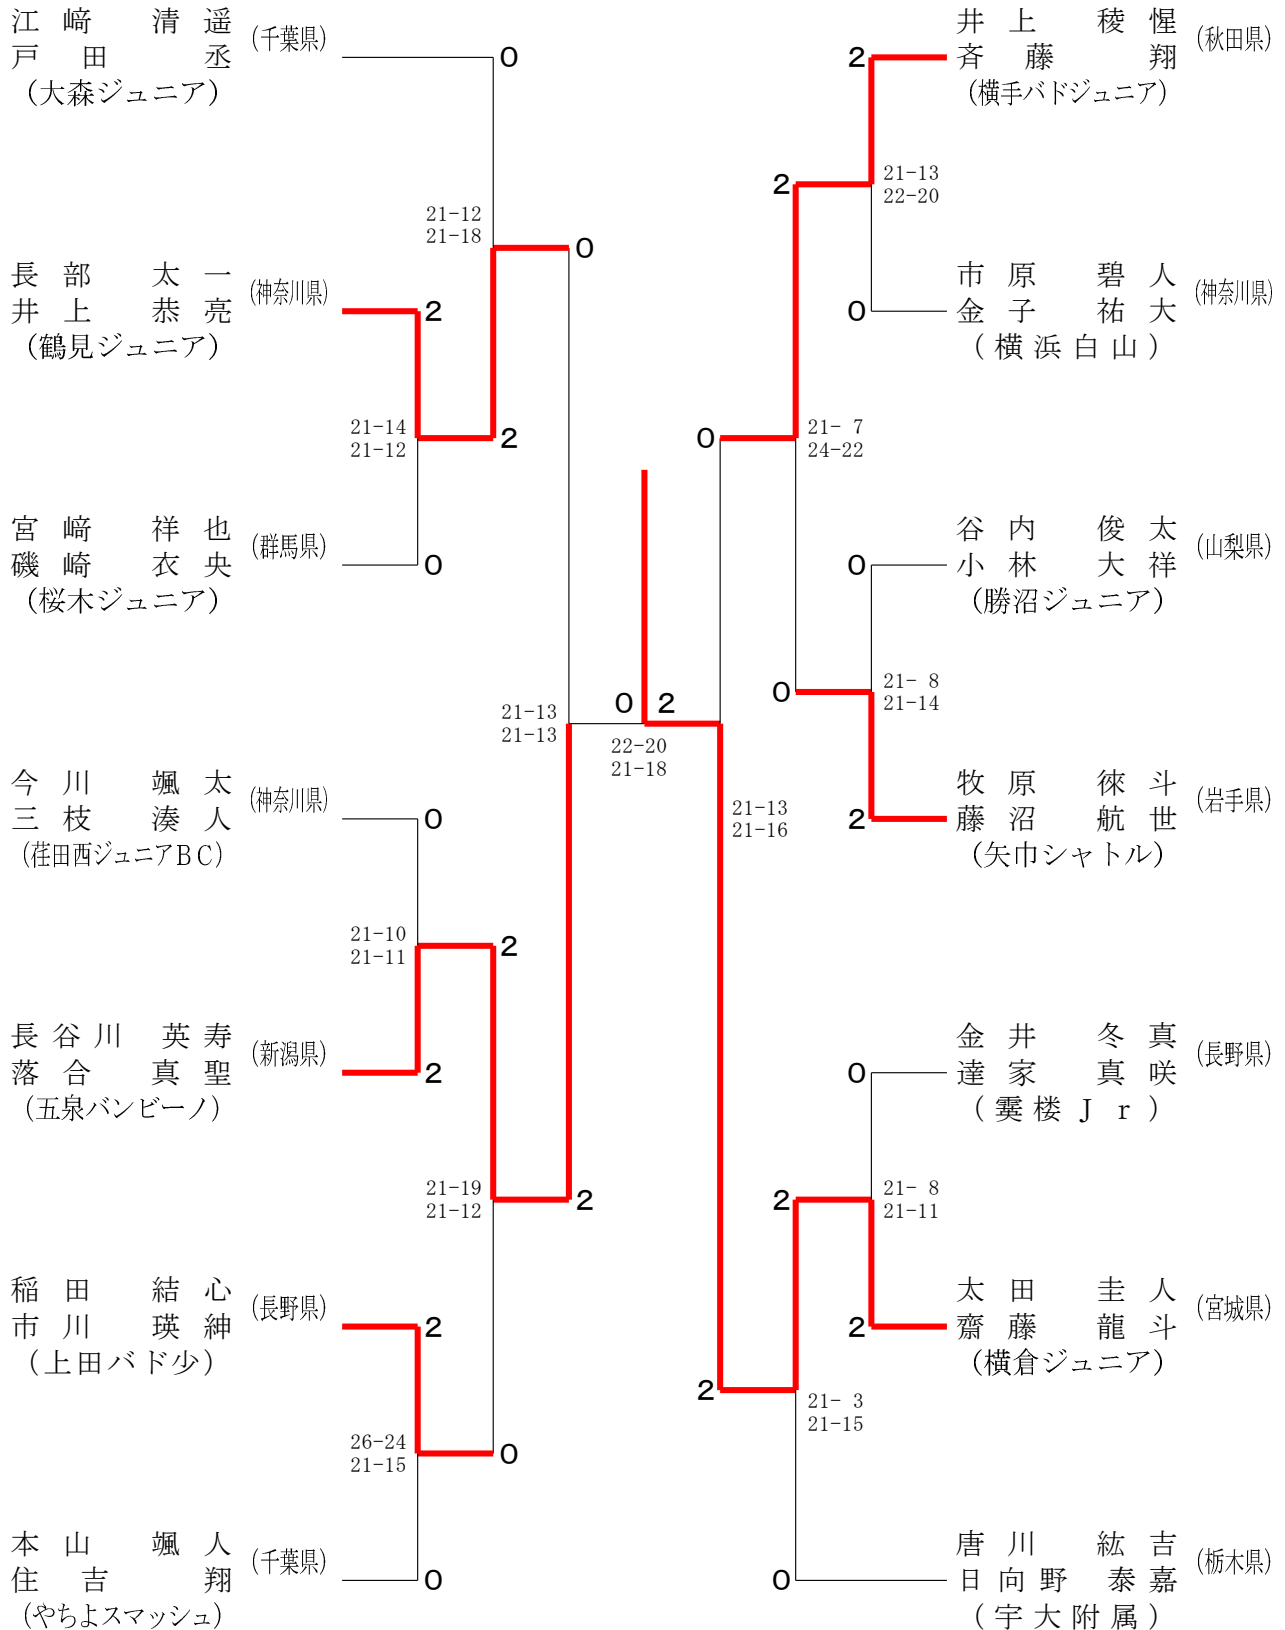 江﨑 清遥
戸田 丞
(千葉県)
(大森ジュニア)
0
21-12
21-18
0
長部 太一
井上 恭亮
(神奈川県)
(鶴見ジュニア)
2
21-14
21-12
2
宮﨑 祥也
磯崎 衣央
(群馬県)
(桜木ジュニア)
0
21-13
21-13
今川 颯太
三枝 湊人
(神奈川県)
(荏田西ジュニアBC)
0
21-10
21-11
2
長谷川 英寿
落合 真聖
(新潟県)
(五泉バンビーノ)
2
21-19
21-12
2
稲田 結心
市川 瑛紳
(長野県)
(上田バド少)
2
26-24
21-15
0
本山 颯人
住吉 翔
(千葉県)
(やちよスマッシュ)
0
0 2
22-20
21-18
井上 稜惺
斉藤 翔
(秋田県)
(横手バドジュニア)
2
2
21-13
22-20
市原 碧人
金子 祐大
(神奈川県)
(横浜白山)
0
0
21- 7
24-22
谷内 俊太
小林 大祥
(山梨県)
(勝沼ジュニア)
0
0
21- 8
21-14
牧原 徠斗
藤沼 航世
(岩手県)
(矢巾シャトル)
2
21-13
21-16
金井 冬真
達家 真咲
(長野県)
0
2
21- 8
21-11
太田 圭人
齋藤 龍斗
(宮城県)
(横倉ジュニア)
2
2
21- 3
21-15
唐川 紘吉
日向野 泰嘉
(栃木県)
(宇大附属)
0